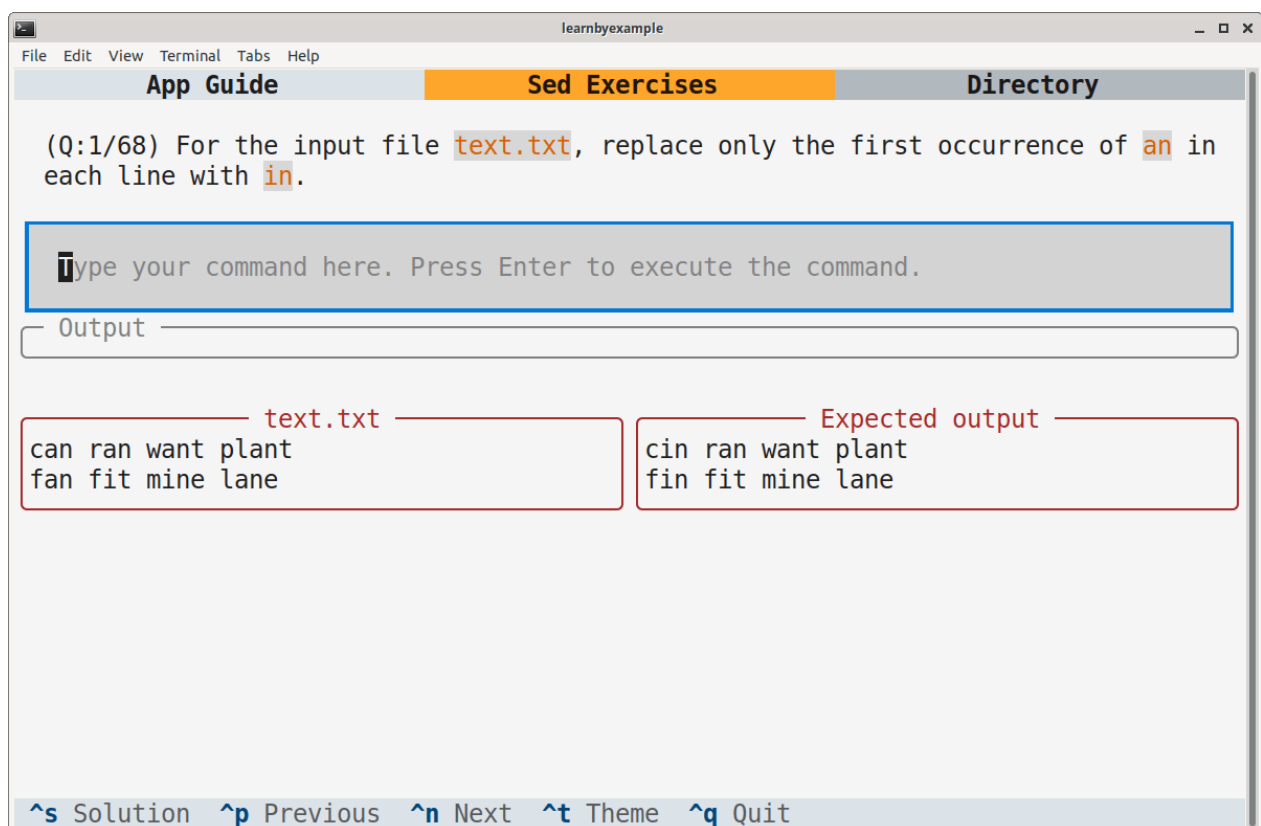 learnbyexample
File Edit View Terminal Tabs Help
App Guide Sed Exercises Directory
(Q:1/68) For the input file text.txt, replace only the first occurrence of an in
each line with in.
Type your command here. Press Enter to execute the command.
Output
text.txt
can ran want plant
fan fit mine lane
Expected output
cin ran want plant
fin fit mine lane
^s Solution ^p Previous ^n Next ^t Theme ^q Quit